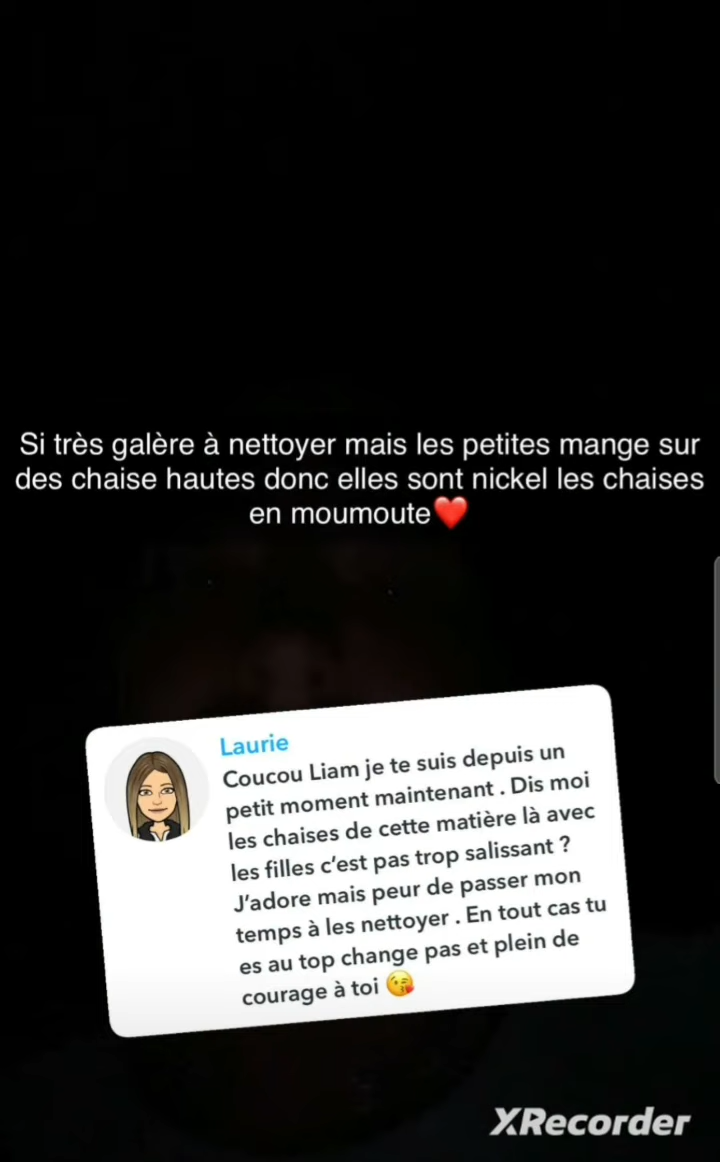 Si très galère à nettoyer mais les petites mange sur
des chaise hautes donc elles sont nickel les chaises
en moumoute❤️
Laurie
Coucou Liam je te suis depuis un
petit moment maintenant . Dis moi
les chaises de cette matière là avec
les filles c’est pas trop salissant ?
J’adore mais peur de passer mon
temps à les nettoyer . En tout cas tu
es au top change pas et plein de
courage à toi 😘
XRecorder